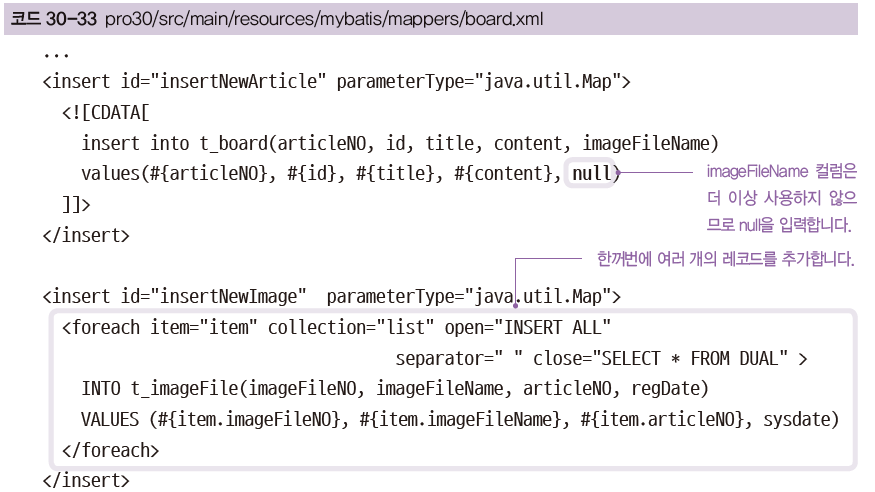 코드 30-33 pro30/src/main/resources/mybatis/mappers/board.xml
...
<insert id="insertNewArticle" parameterType="java.util.Map">
<![CDATA[
insert into t_board(articleNO, id, title, content, imageFileName)
values(#{articleNO}, #{id}, #{title}, #{content}, null)
imageFileName 컬럼은
더 이상 사용하지 않으
므로 null을 입력합니다.
]]>
</insert>
한꺼번에 여러 개의 레코드를 추가합니다.
<insert id="insertNewImage" parameterType="java.util.Map">
<foreach item="item" collection="list" open="INSERT ALL"
separator=" " close="SELECT * FROM DUAL" >
INTO t_imageFile(imageFileNO, imageFileName, articleNO, regDate)
VALUES (#{item.imageFileNO}, #{item.imageFileName}, #{item.articleNO}, sysdate)
</foreach>
</insert>